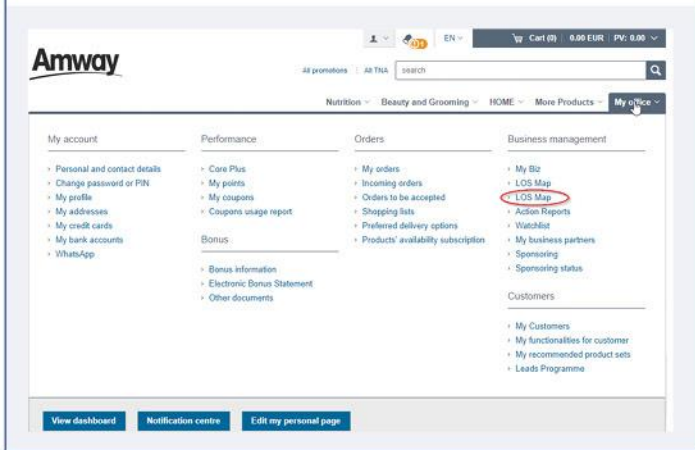 EN
Cart (0) 0.00 EUR PV: 0.00
Amway
All promotions All TNA search
Nutrition Beauty and Grooming HOME More Products My office
My account
Personal and contact details
Change password or PIN
My profile
My addresses
My credit cards
My bank accounts
WhatsApp
Performance
Core Plus
My points
My coupons
Coupons usage report
Bonus
Bonus information
Electronic Bonus Statement
Other documents
Orders
My orders
Incoming orders
Orders to be accepted
Shopping lists
Preferred delivery options
Products' availability subscription
Business management
My Biz
LOS Map
LOS Map
Action Reports
Watchlist
My business partners
Sponsoring
Sponsoring status
Customers
My Customers
My functionalities for customer
My recommended product sets
Leads Programme
View dashboard Notification centre Edit my personal page